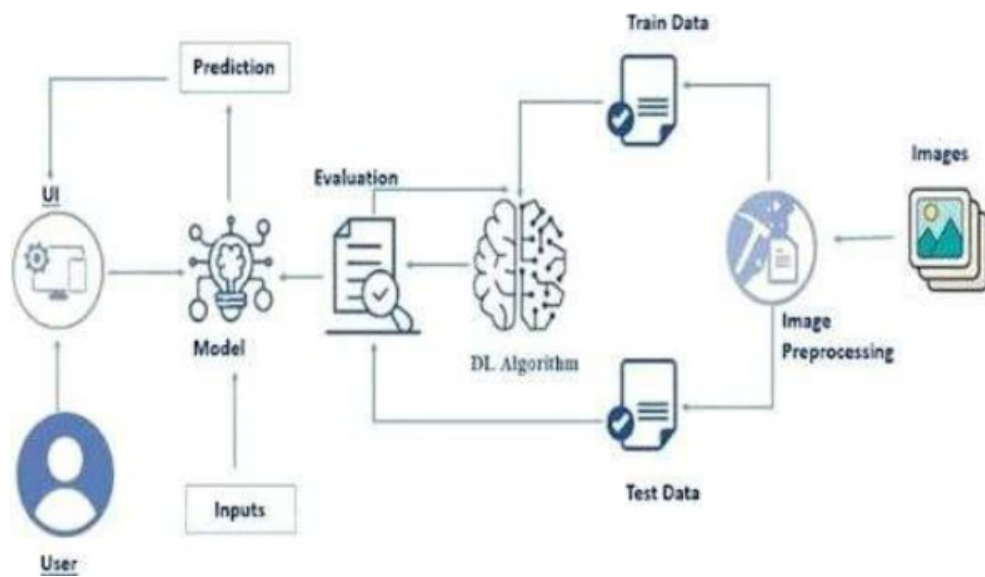 Train Data
Prediction
Images
Evaluation
UI
Image
Preprocessing
Model
DL Algorithm
Test Data
Inputs
User